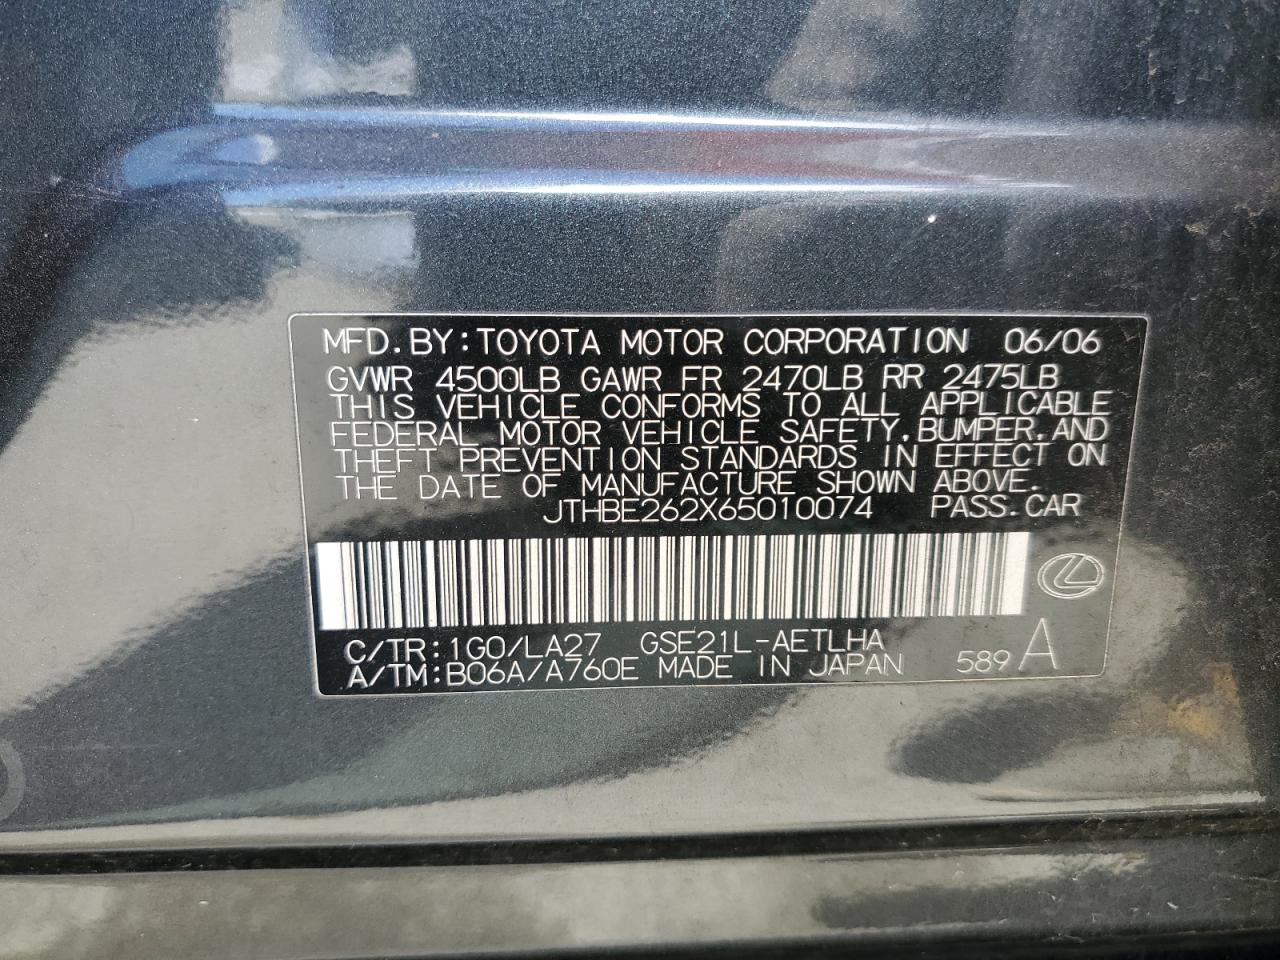 MFD. BY: TOYOTA MOTOR CORPORATION 06/06
GVWR 4500LB GAWR FR 2470LB RR 2475LB
THIS VEHICLE CONFORMS TO ALL APPLICABLE
FEDERAL MOTOR VEHICLE SAFETY, BUMPER, AND
THEFT PREVENTION STANDARDS IN EFFECT ON
THE DATE OF MANUFACTURE SHOWN ABOVE.
JTHBE262X65010074 PASS. CAR
C/TR: 1G0/LA27 GSE21L-AETLHA
A/TM: B06A/A760E MADE IN JAPAN 589 A